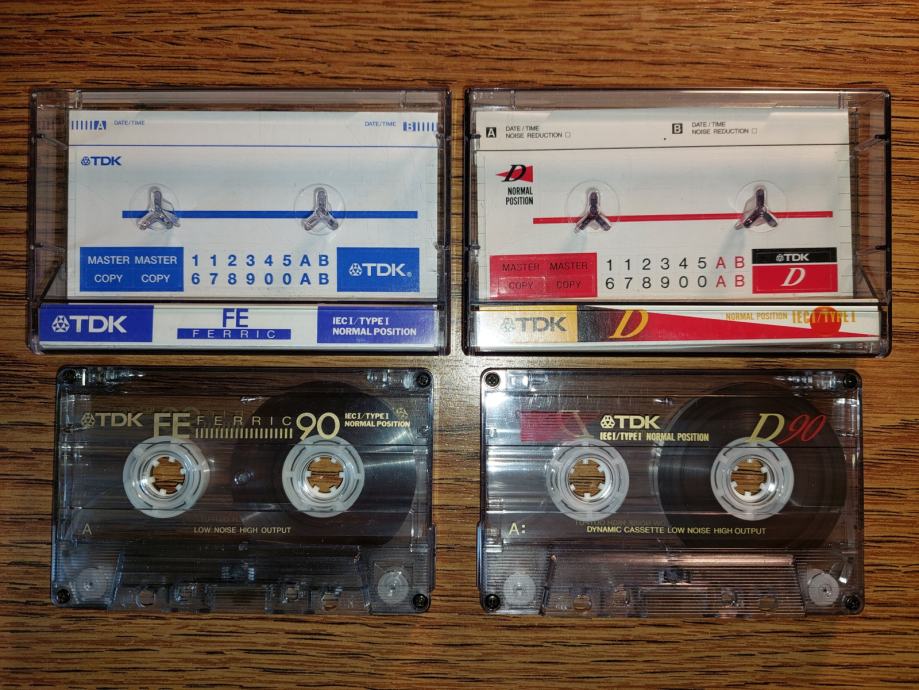 A DATE/TIME DATE/TIME B
TDK
MASTER MASTER
COPY COPY
1 1 2 3 4 5 A B
6 7 8 9 0 0 A B
TDK®
TDK
FE
FERRIC
IECI/TYPE I
NORMAL POSITION
A DATE/TIME
NOISE REDUCTION □
B DATE/TIME
NOISE REDUCTION □
D
NORMAL
POSITION
MASTER MASTER
COPY COPY
1 1 2 3 4 5 A B
6 7 8 9 0 0 A B
TDK
D
TDK
D
NORMAL POSITION IECI/TYPE I
TDK FE FERRIC 90
IECI/TYPE I
NORMAL POSITION
A
LOW NOISE HIGH OUTPUT
TDK
IECI/TYPE I NORMAL POSITION
D90
A:
DYNAMIC CASSETTE LOW NOISE HIGH OUTPUT